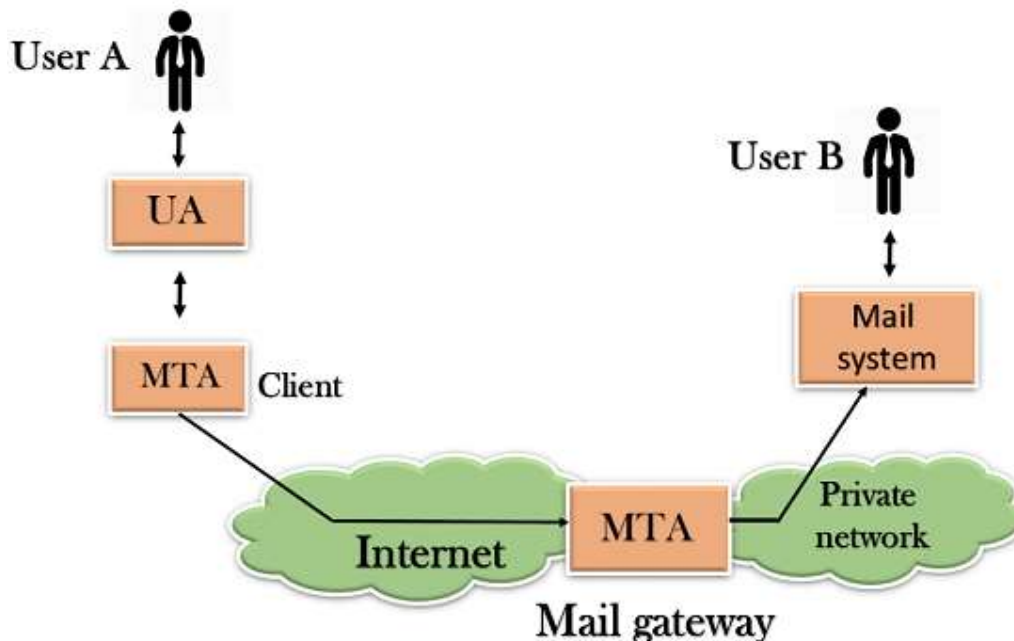 User A
User B
UA
Mail
system
MTA
Client
Private
network
MTA
Internet
Mail gateway